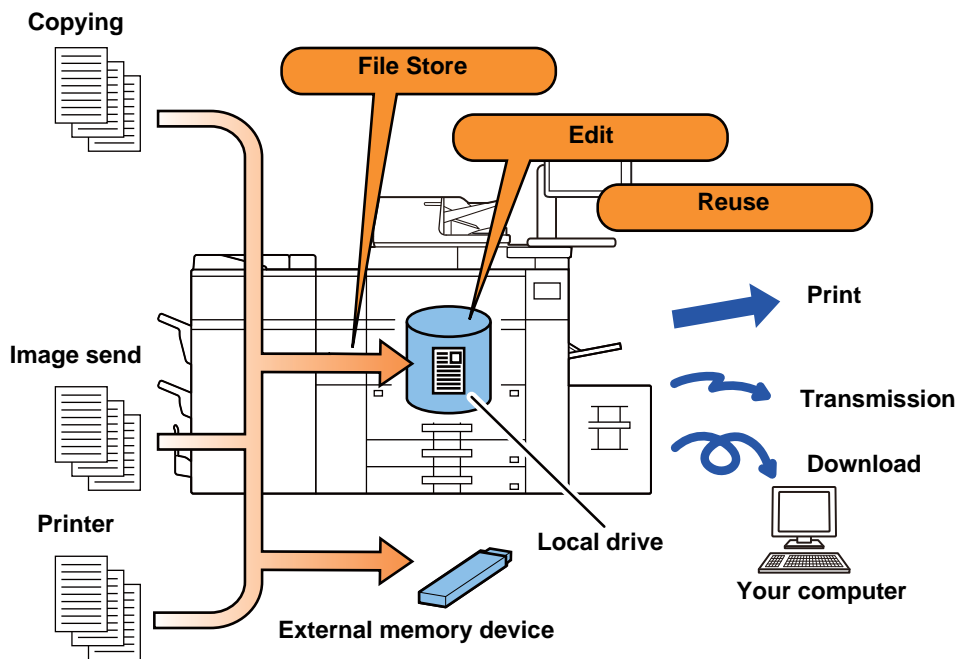 Copying
File Store
Edit
Reuse
Print
Image send
Transmission
Download
Printer
Local drive
Your computer
External memory device